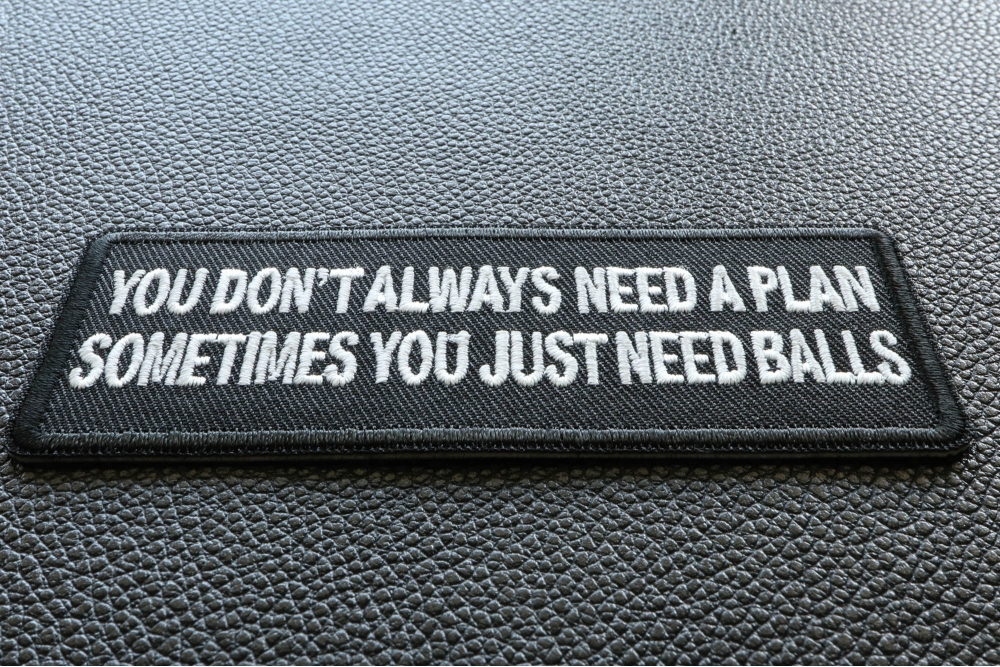 YOU DON'T ALWAYS NEED A PLAN
SOMETIMES YOU JUST NEED BALLS